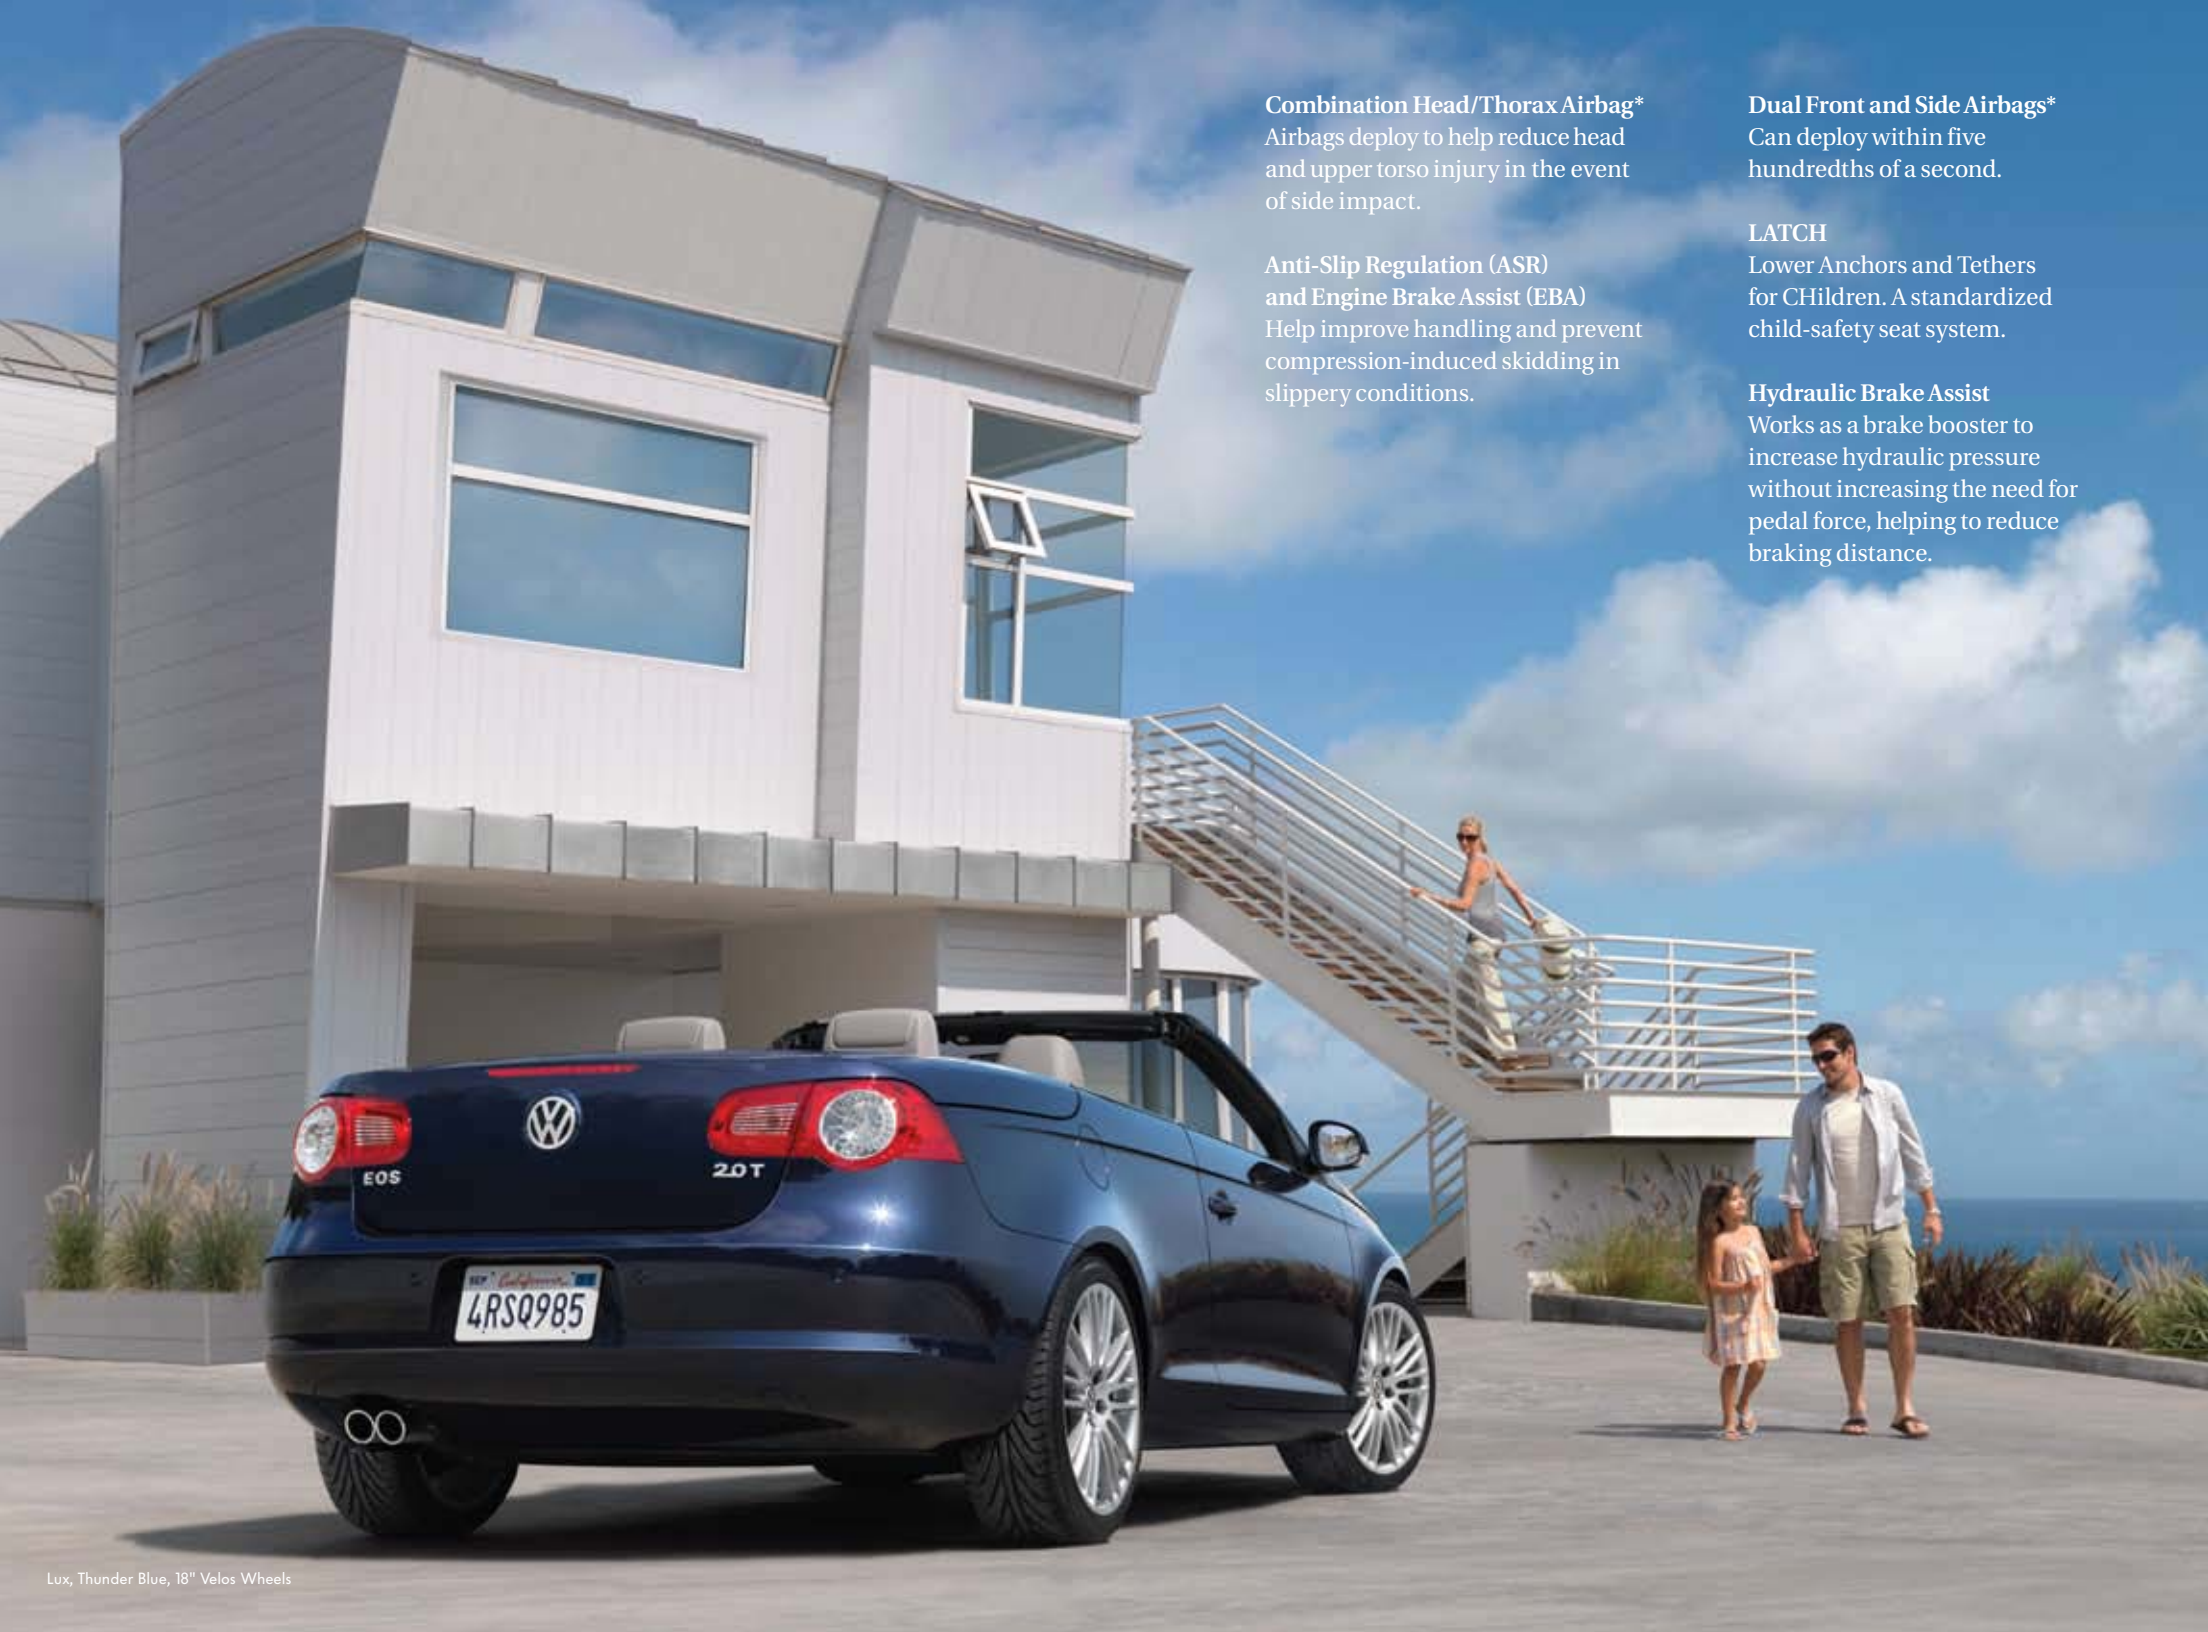 Combination Head/Thorax Airbag*
Airbags deploy to help reduce head
and upper torso injury in the event
of side impact.
Anti-Slip Regulation (ASR)
and Engine Brake Assist (EBA)
Help improve handling and prevent
compression-induced skidding in
slippery conditions.
Dual Front and Side Airbags*
Can deploy within five
hundredths of a second.
LATCH
Lower Anchors and Tethers
for CHildren. A standardized
child-safety seat system.
Hydraulic Brake Assist
Works as a brake booster to
increase hydraulic pressure
without increasing the need for
pedal force, helping to reduce
braking distance.
EOS
2.0T
SEP California
4RSQ985
Lux, Thunder Blue, 18" Velos Wheels